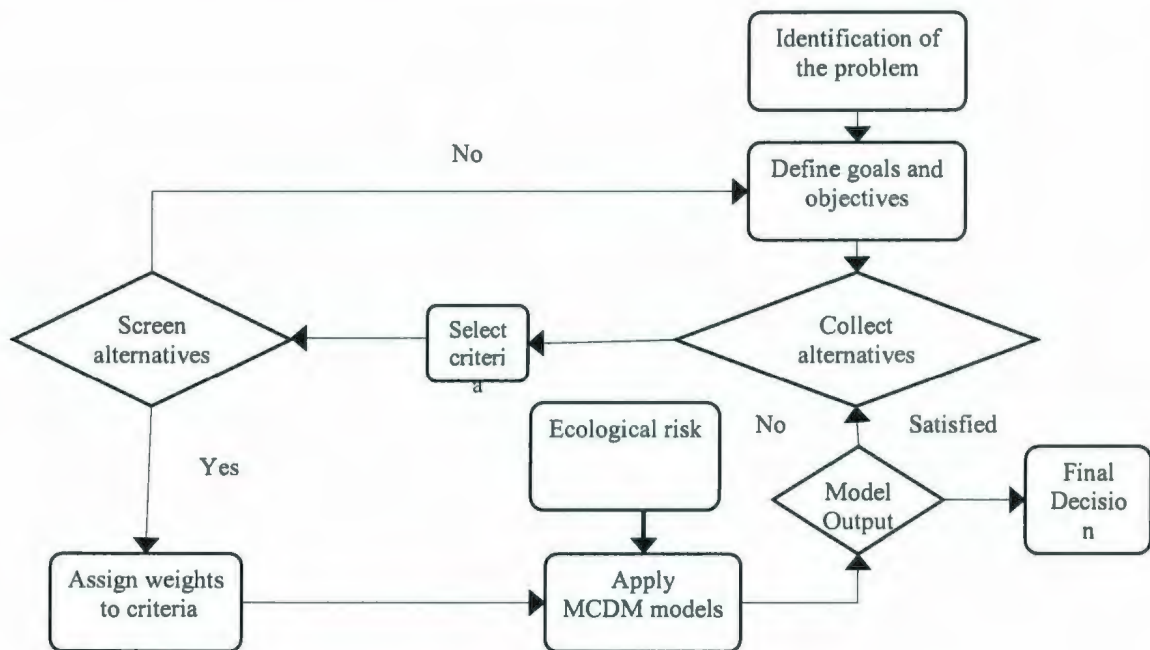 Identification of
the problem
No
Define goals and
objectives
Screen
alternatives
Select
criteri
a
Collect
alternatives
Ecological risk
No
Satisfied
Yes
Model
Output
Final
Decisio
n
Assign weights
to criteria
Apply
MCDM models